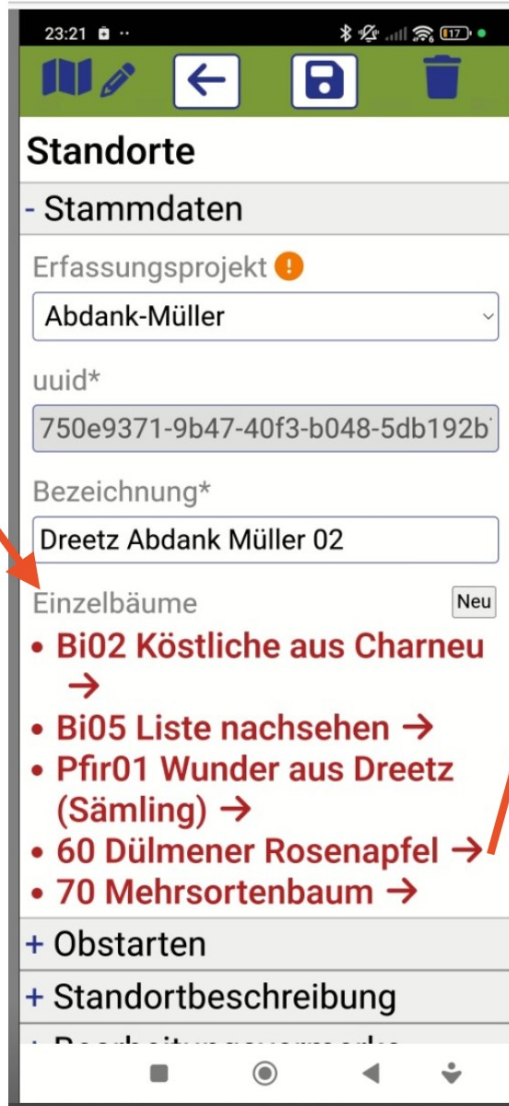 23:21
17
Standorte
- Stammdaten
Erfassungsprojekt
Abdank-Müller
uuid*
750e9371-9b47-40f3-b048-5db192b
Bezeichnung*
Dreetz Abdank Müller 02
Einzelbäume Neu
• Bi02 Köstliche aus Charneu
→
• Bi05 Liste nachsehen →
• Pfir01 Wunder aus Dreetz
(Sämling) →
• 60 Dülmener Rosenapfel →
• 70 Mehrsortenbaum →
+ Obstarten
+ Standortbeschreibung